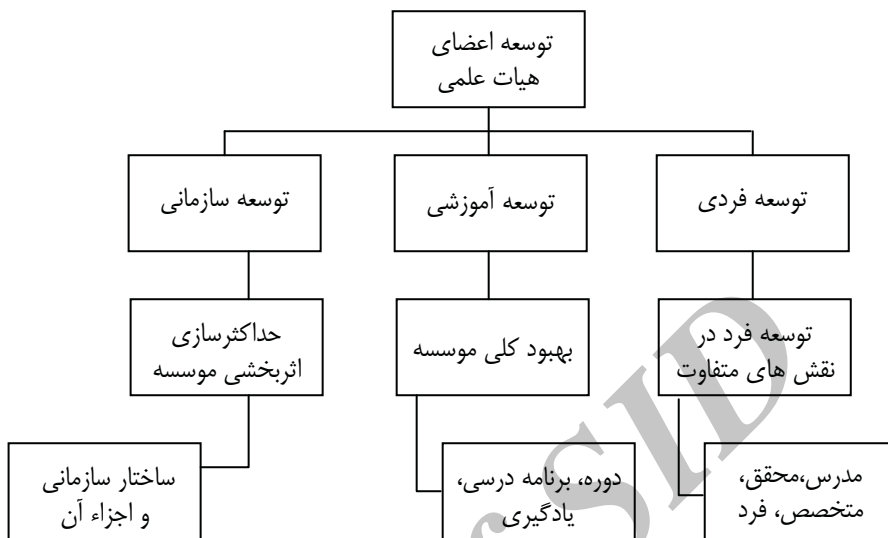 توسعه اعضای
هیات علمی
توسعه فردی
توسعه آموزشی
توسعه سازمانی
توسعه فرد در
نقش های متفاوت
بهبود کلی موسسه
حداکثرسازی
اثربخشی موسسه
مدرس،محقق،
متخصص، فرد
دوره، برنامه درسی،
یادگیری
ساختار سازمانی
و اجزاء آن
SID